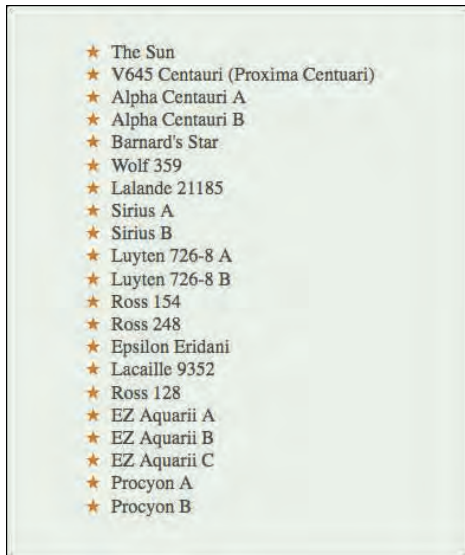 The Sun
V645 Centauri (Proxima Centuari)
Alpha Centauri A
Alpha Centauri B
Barnard's Star
Wolf 359
Lalande 21185
Sirius A
Sirius B
Luyten 726-8 A
Luyten 726-8 B
Ross 154
Ross 248
Epsilon Eridani
Lacaille 9352
Ross 128
EZ Aquarii A
EZ Aquarii B
EZ Aquarii C
Procyon A
Procyon B